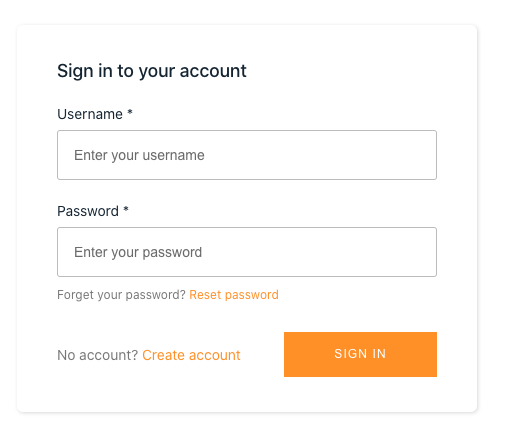 Sign in to your account
Username *
Enter your username
Password *
Enter your password
Forget your password? Reset password
No account? Create account
SIGN IN